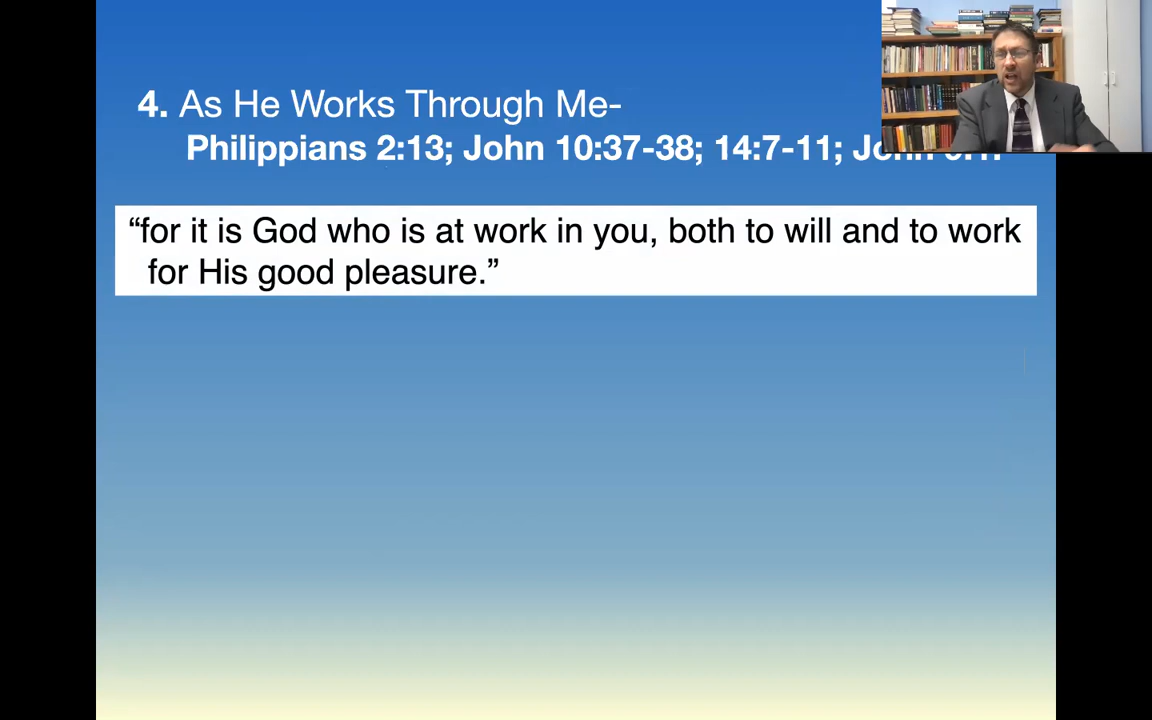 4. As He Works Through Me-
Philippians 2:13; John 10:37-38; 14:7-11;
“for it is God who is at work in you, both to will and to work
for His good pleasure.”